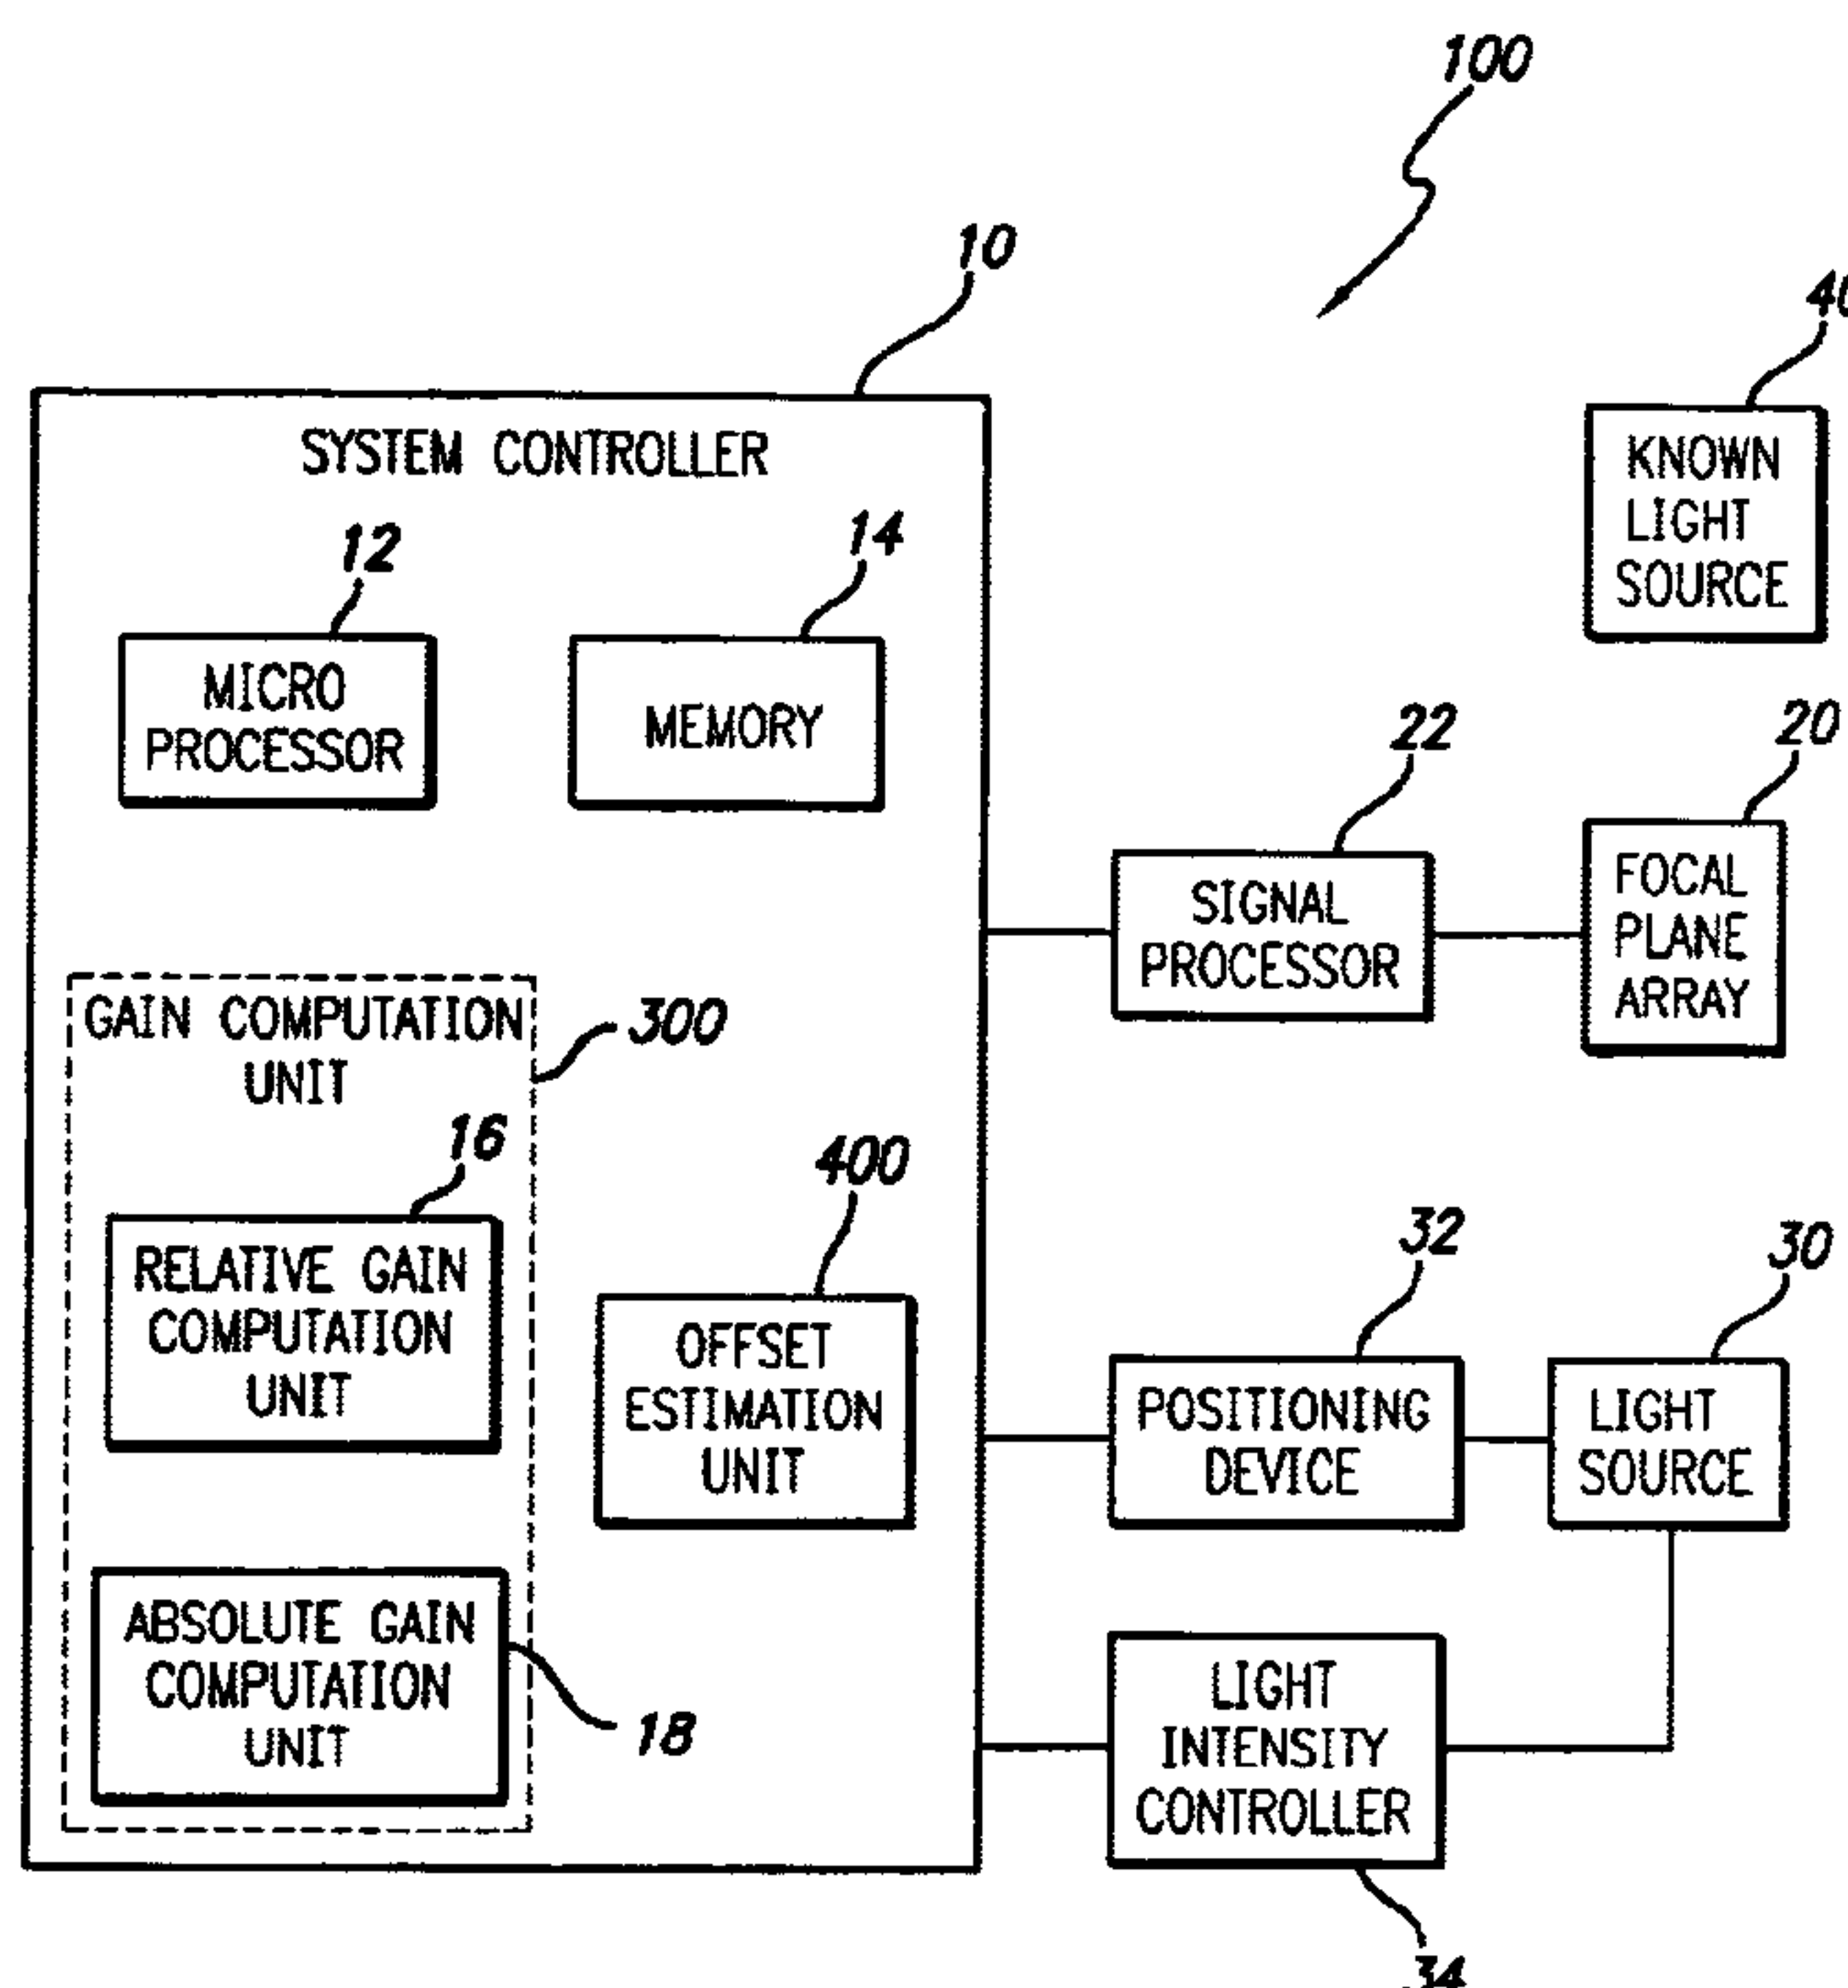 100
10
40
SYSTEM CONTROLLER
KNOWN
LIGHT
SOURCE
12
14
MICRO
PROCESSOR
MEMORY
22
20
SIGNAL
PROCESSOR
FOCAL
PLANE
ARRAY
GAIN COMPUTATION
UNIT
300
16
400
RELATIVE GAIN
COMPUTATION
UNIT
OFFSET
ESTIMATION
UNIT
32
30
POSITIONING
DEVICE
LIGHT
SOURCE
ABSOLUTE GAIN
COMPUTATION
UNIT
18
LIGHT
INTENSITY
CONTROLLER
34